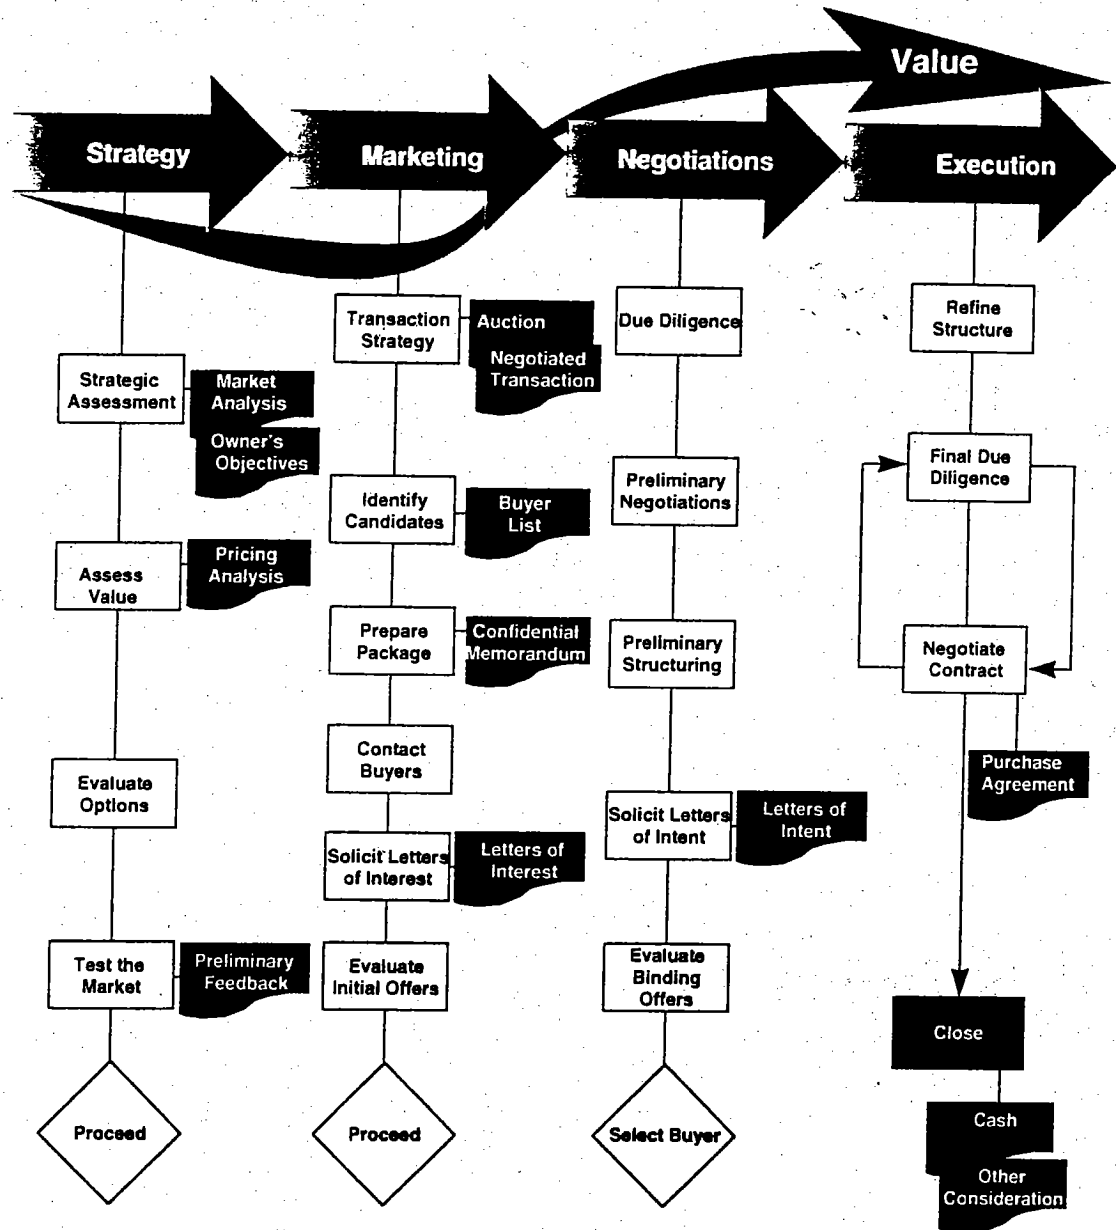 Value
Strategy
Marketing
Negotiations
Execution
Strategic
Assessment
Market
Analysis
Owner's
Objectives
Assess
Value
Pricing
Analysis
Evaluate
Options
Test the
Market
Preliminary
Feedback
Proceed
Transaction
Strategy
Auction
Negotiated
Transaction
Identify
Candidates
Buyer
List
Prepare
Package
Confidential
Memorandum
Contact
Buyers
Solicit Letters
of Interest
Letters of
Interest
Evaluate
Initial Offers
Proceed
Due Diligence
Preliminary
Negotiations
Preliminary
Structuring
Solicit Letters
of Intent
Letters of
Intent
Evaluate
Binding
Offers
Select Buyer
Refine
Structure
Final Due
Diligence
Negotiate
Contract
Purchase
Agreement
Close
Cash
Other
Consideration